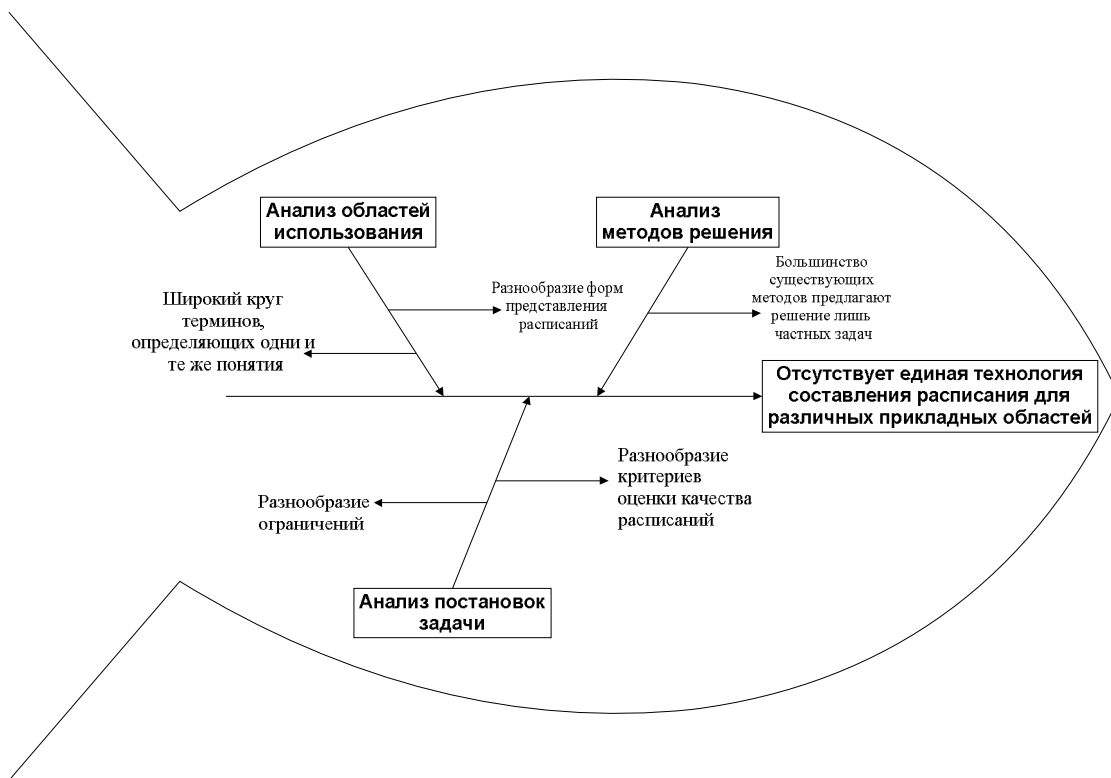 Анализ областей
использования
Анализ
методов решения
Широкий круг
терминов,
определяющих одни и
те же понятия
Разнообразие форм
представления
расписаний
Большинство
существующих
методов предлагают
решение лишь
частных задач
Отсутствует единая технология
составления расписания для
различных прикладных областей
Разнообразие
ограничений
Разнообразие
критериев
оценки качества
расписаний
Анализ постановок
задачи